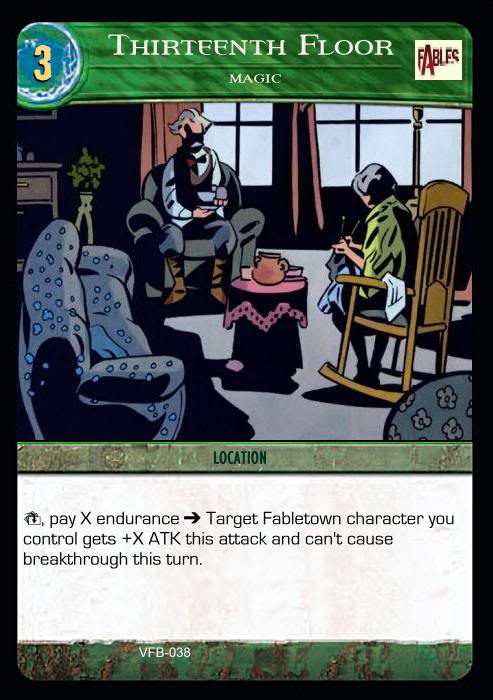 3
THIRTEENTH FLOOR
FABLES
MAGIC
LOCATION
, pay X endurance ➔ Target Fabletown character you
control gets +X ATK this attack and can't cause
breakthrough this turn.
VFB-038